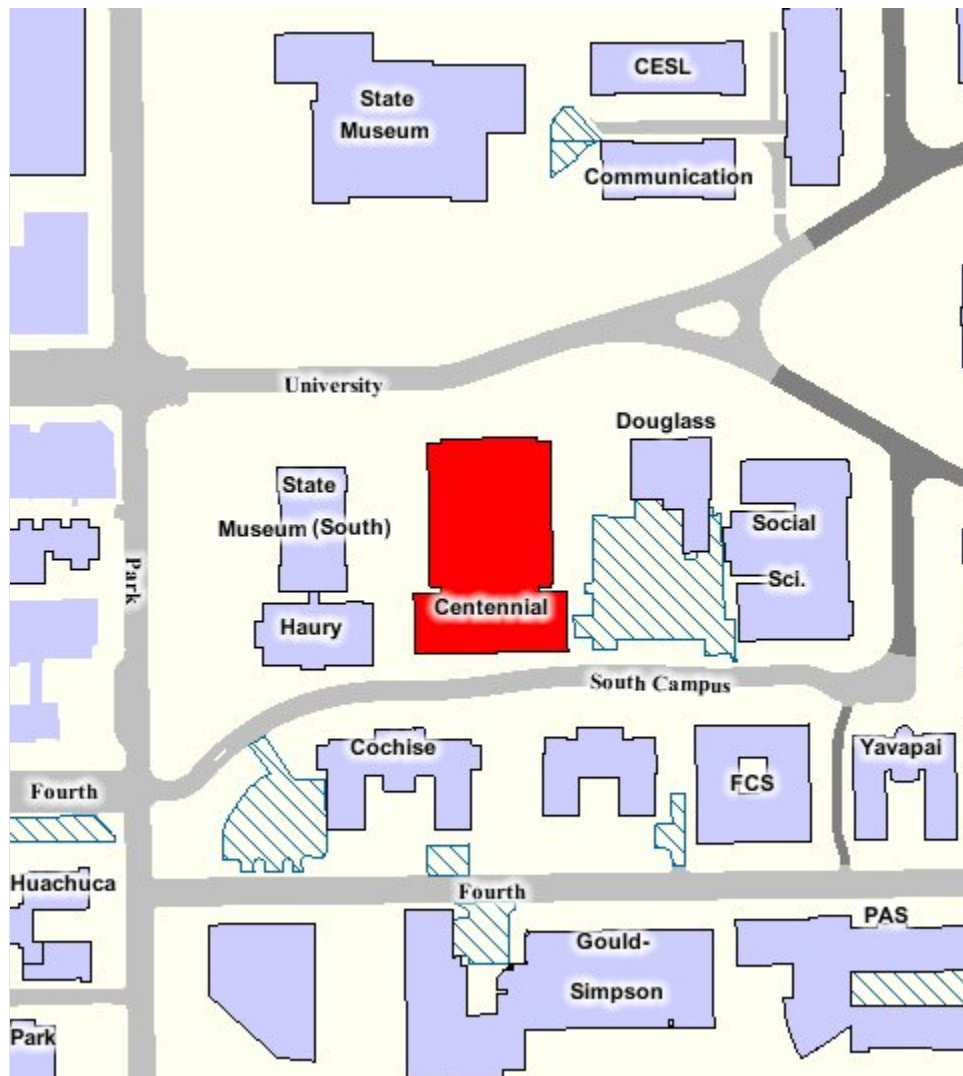 CESL
State
Museum
Communication
University
Douglass
State
Museum (South)
Social
Sci.
Park
Centennial
Haury
South Campus
Cochise
Yavapai
FCS
Fourth
Huachuca
Fourth
PAS
Gould-
Simpson
Park